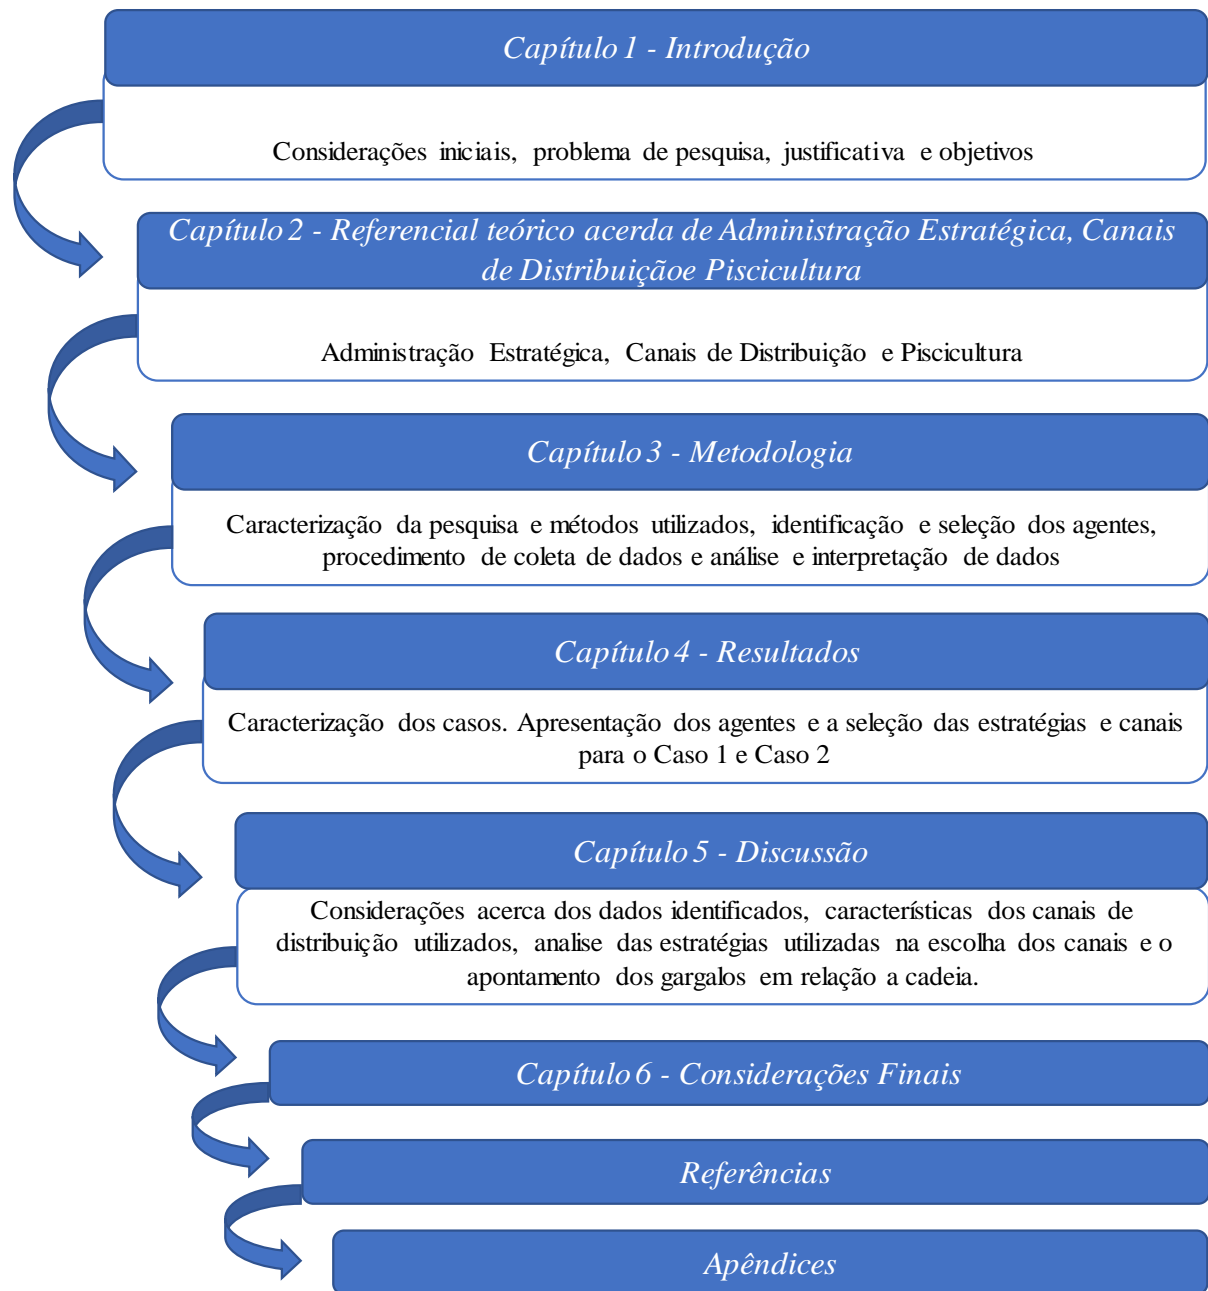 Capítulo 1 - Introdução
Considerações iniciais, problema de pesquisa, justificativa e objetivos
Capítulo 2 - Referencial teórico acerda de Administração Estratégica, Canais
de Distribuiçãoe Piscicultura
Administração Estratégica, Canais de Distribuição e Piscicultura
Capítulo 3 - Metodologia
Caracterização da pesquisa e métodos utilizados, identificação e seleção dos agentes,
procedimento de coleta de dados e análise e interpretação de dados
Capítulo 4 - Resultados
Caracterização dos casos. Apresentação dos agentes e a seleção das estratégias e canais
para o Caso 1 e Caso 2
Capítulo 5 - Discussão
Considerações acerca dos dados identificados, características dos canais de
distribuição utilizados, analise das estratégias utilizadas na escolha dos canais e o
apontamento dos gargalos em relação a cadeia.
Capítulo 6 - Considerações Finais
Referências
Apêndices